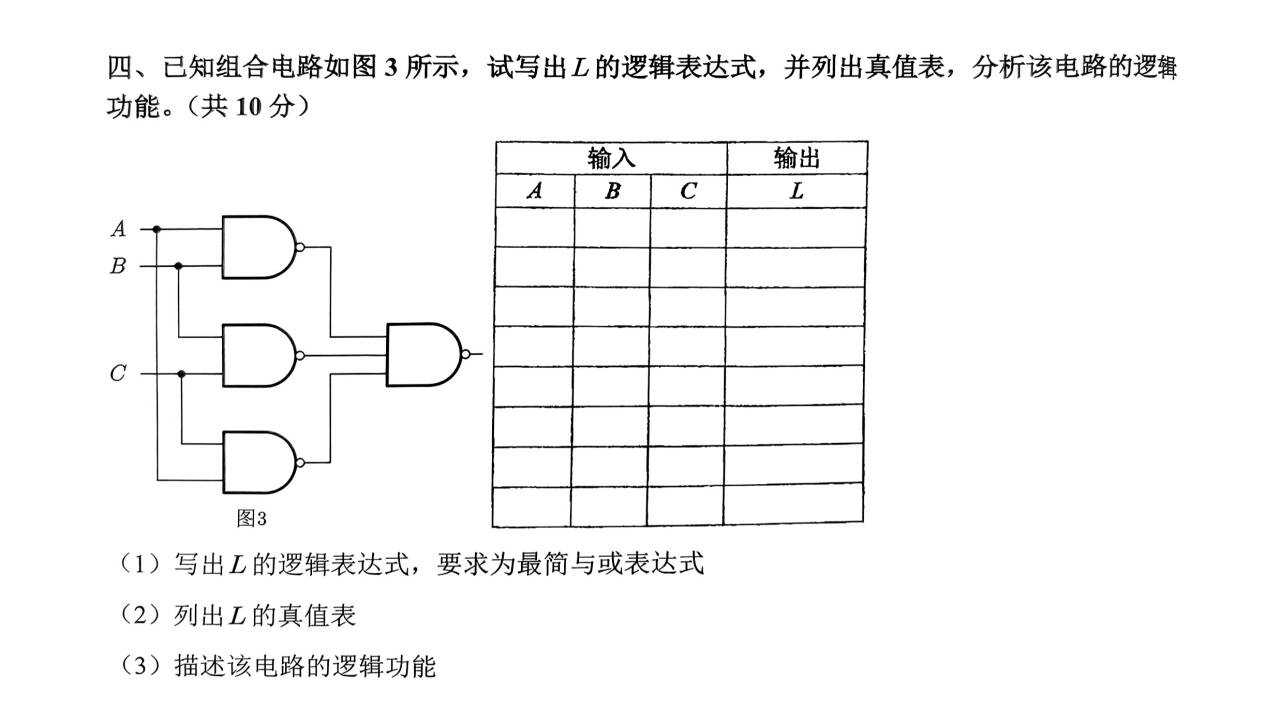 四、已知组合电路如图 3 所示，试写出 L 的逻辑表达式，并列出真值表，分析该电路的逻辑
功能。（共 10 分）
输入 输出
A B C L
A
B
C
图3
（1）写出 L 的逻辑表达式，要求为最简与或表达式
（2）列出 L 的真值表
（3）描述该电路的逻辑功能